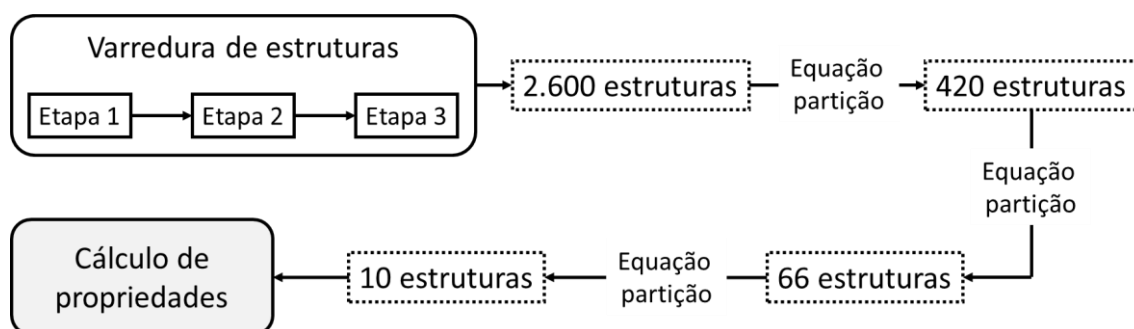 Varredura de estruturas
Etapa 1
Etapa 2
Etapa 3
2.600 estruturas
Equação
partição
420 estruturas
Equação
partição
66 estruturas
Equação
partição
10 estruturas
Cálculo de
propriedades